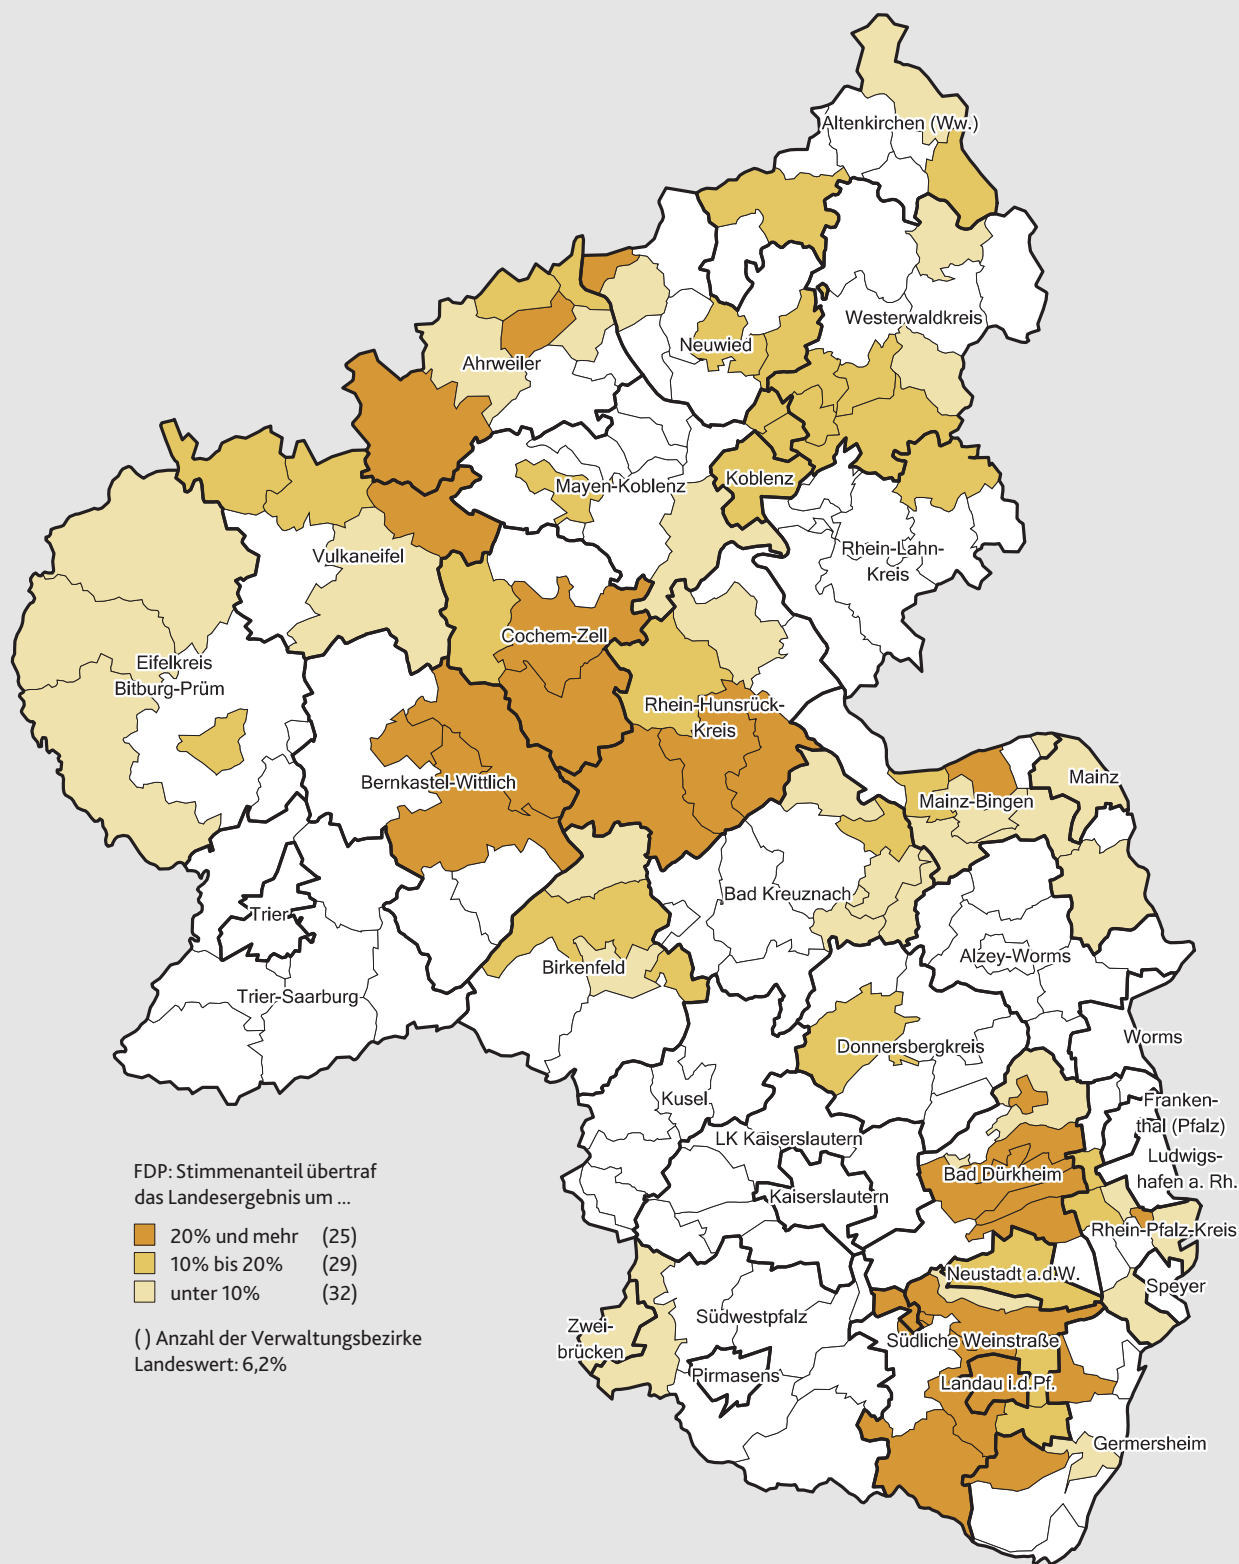 Altenkirchen (Ww.)
Westerwaldkreis
Neuwied
Ahrweiler
Mayen-Koblenz
Koblenz
Rhein-Lahn-
Kreis
Vulkaneifel
Cochem-Zell
Eifelkreis
Bitburg-Prüm
Rhein-Hunsrück-
Kreis
Bernkastel-Wittlich
Mainz
Mainz-Bingen
Bad Kreuznach
Trier
Alzey-Worms
Birkenfeld
Trier-Saarburg
Worms
Donnersbergkreis
Kusel
Franken-
thal (Pfalz)
LK Kaiserslautern
Ludwigs-
hafen a. Rh.
Bad Dürkheim
Kaiserslautern
Rhein-Pfalz-Kreis
Neustadt a.d.W.
Speyer
Südwestpfalz
Zwei-
brücken
Südliche Weinstraße
Pirmasens
Landau i.d.Pf.
Germersheim
FDP: Stimmenanteil übertraf
das Landesergebnis um ...
20% und mehr (25)
10% bis 20% (29)
unter 10% (32)
( ) Anzahl der Verwaltungsbezirke
Landeswert: 6,2%